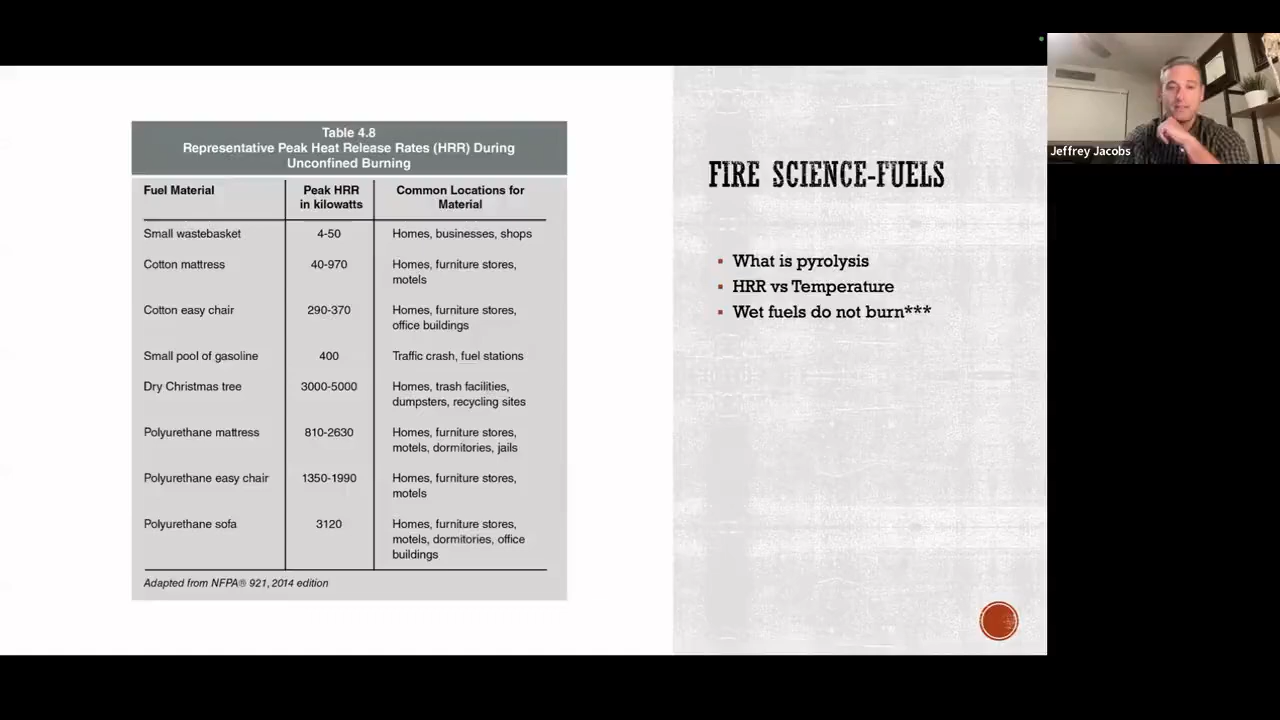 Table 4.8
Representative Peak Heat Release Rates (HRR) During
Unconfined Burning
Fuel Material Peak HRR Common Locations for
in kilowatts Material
Small wastebasket 4-50 Homes, businesses, shops
Cotton mattress 40-970 Homes, furniture stores,
motels
Cotton easy chair 290-370 Homes, furniture stores,
office buildings
Small pool of gasoline 400 Traffic crash, fuel stations
Dry Christmas tree 3000-5000 Homes, trash facilities,
dumpsters, recycling sites
Polyurethane mattress 810-2630 Homes, furniture stores,
motels, dormitories, jails
Polyurethane easy chair 1350-1990 Homes, furniture stores,
motels
Polyurethane sofa 3120 Homes, furniture stores,
motels, dormitories, office
buildings
Adapted from NFPA® 921, 2014 edition
FIRE SCIENCE-FUELS
What is pyrolysis
HRR vs Temperature
Wet fuels do not burn***
Jeffrey Jacobs